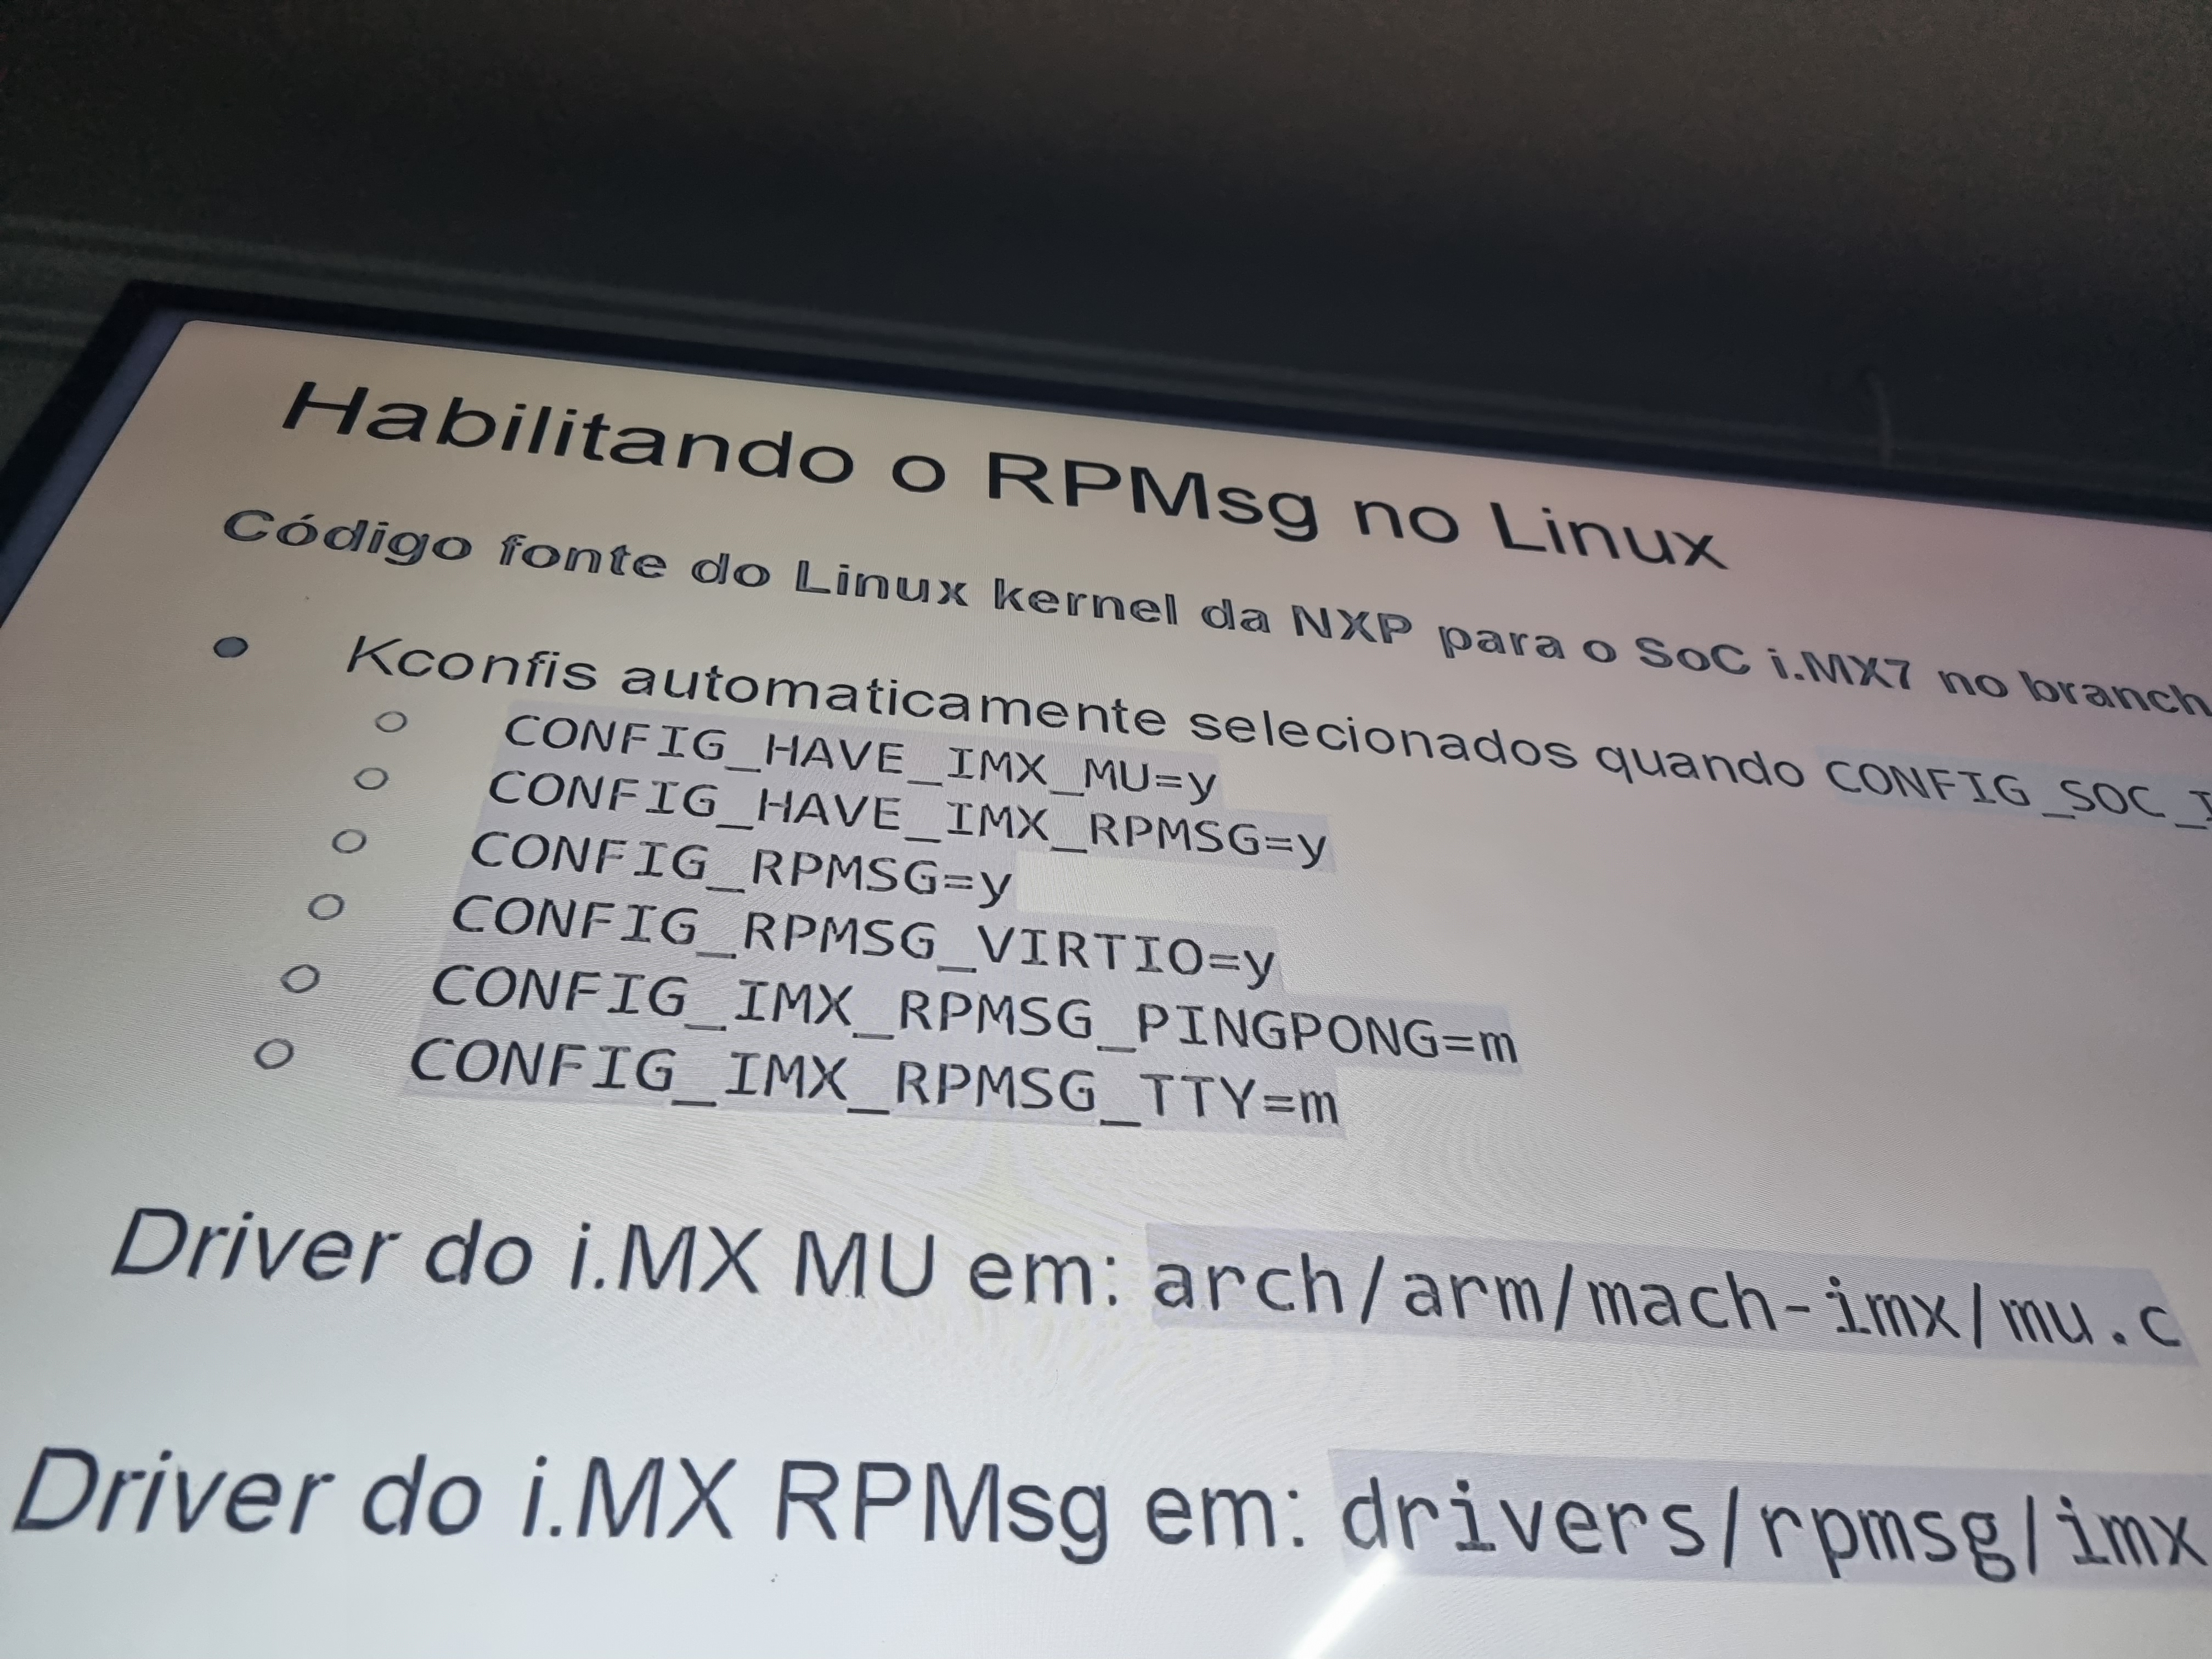 Habilitando o RPMsg no Linux
Código fonte do Linux kernel da NXP para o SoC i.MX7 no branch
● Kconfis automaticamente selecionados quando CONFIG_SOC_I
○ CONFIG_HAVE_IMX_MU=y
○ CONFIG_HAVE_IMX_RPMSG=y
○ CONFIG_RPMSG=y
○ CONFIG_RPMSG_VIRTIO=y
○ CONFIG_IMX_RPMSG_PINGPONG=m
○ CONFIG_IMX_RPMSG_TTY=m
Driver do i.MX MU em: arch/arm/mach-imx/mu.c
Driver do i.MX RPMsg em: drivers/rpmsg/imx